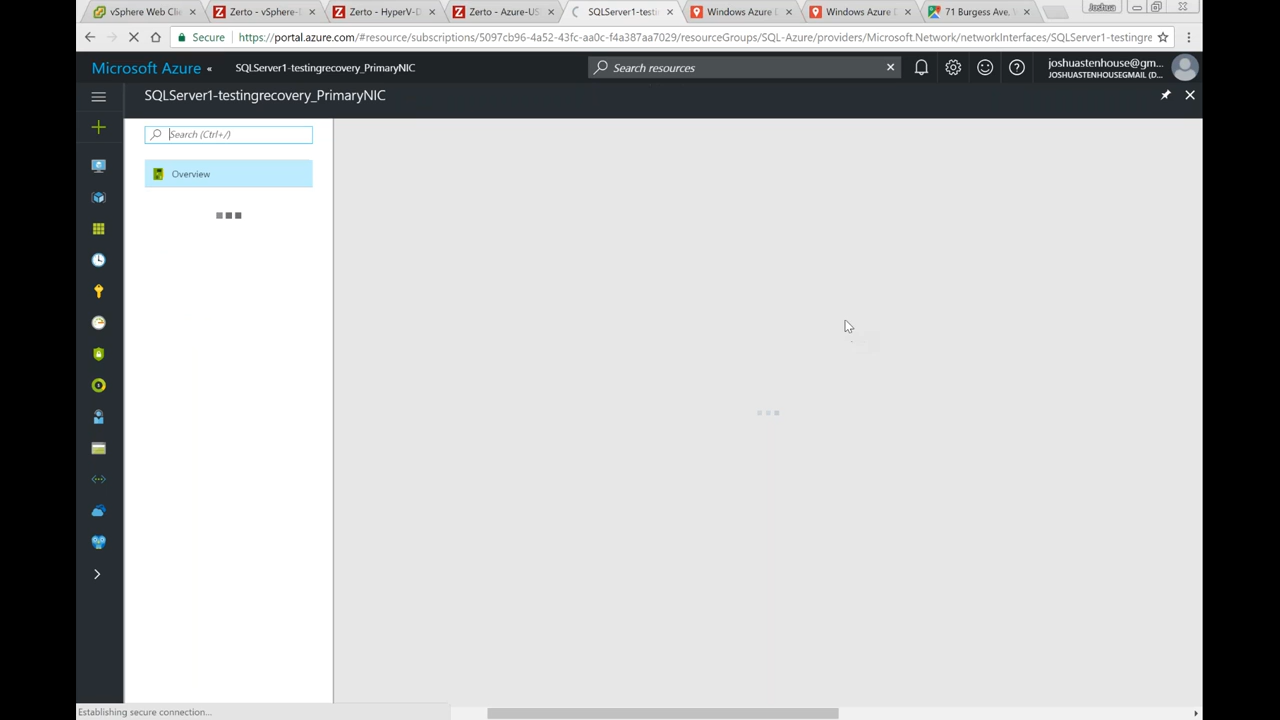 vSphere Web Clie
Zerto - vSphere-
Zerto - HyperV-D
Zerto - Azure-US
SQLServer1-testi
Windows Azure D
Windows Azure
71 Burgess Ave, V
Joshua
Secure
https://portal.azure.com/#resource/subscriptions/5097cb96-4a52-43fc-aa0c-f4a387aa7029/resourceGroups/SQL-Azure/providers/Microsoft.Network/networkInterfaces/SQLServer1-testingre
Microsoft Azure «
SQLServer1-testingrecovery_PrimaryNIC
Search resources
joshuastenhouse@gm...
JOSHUASTENHOUSEGMAIL (D...
SQLServer1-testingrecovery_PrimaryNIC
Search (Ctrl+/)
Overview
Establishing secure connection...